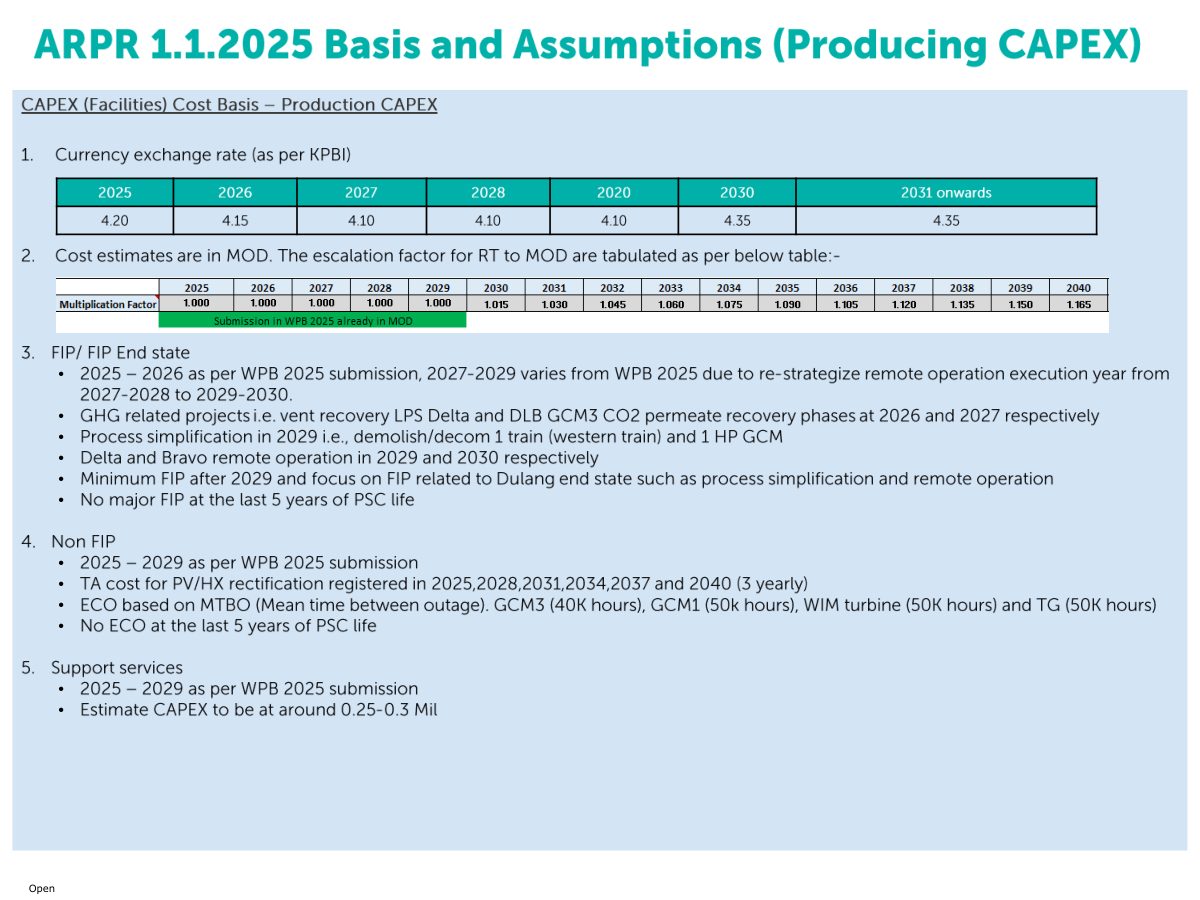 ARPR 1.1.2025 Basis and Assumptions (Producing CAPEX)
CAPEX (Facilities) Cost Basis – Production CAPEX
1. Currency exchange rate (as per KPBI)
2025 2026 2027 2028 2020 2030 2031 onwards
4.20 4.15 4.10 4.10 4.10 4.35 4.35
2. Cost estimates are in MOD. The escalation factor for RT to MOD are tabulated as per below table:-
2025 2026 2027 2028 2029 2030 2031 2032 2033 2034 2035 2036 2037 2038 2039 2040
Multiplication Factor 1.000 1.000 1.000 1.000 1.000 1.015 1.030 1.045 1.060 1.075 1.090 1.105 1.120 1.135 1.150 1.165
Submission in WPB 2025 already in MOD
3. FIP/ FIP End state
• 2025 – 2026 as per WPB 2025 submission, 2027-2029 varies from WPB 2025 due to re-strategize remote operation execution year from
2027-2028 to 2029-2030.
• GHG related projects i.e. vent recovery LPS Delta and DLB GCM3 CO2 permeate recovery phases at 2026 and 2027 respectively
• Process simplification in 2029 i.e., demolish/decom 1 train (western train) and 1 HP GCM
• Delta and Bravo remote operation in 2029 and 2030 respectively
• Minimum FIP after 2029 and focus on FIP related to Dulang end state such as process simplification and remote operation
• No major FIP at the last 5 years of PSC life
4. Non FIP
• 2025 – 2029 as per WPB 2025 submission
• TA cost for PV/HX rectification registered in 2025,2028,2031,2034,2037 and 2040 (3 yearly)
• ECO based on MTBO (Mean time between outage). GCM3 (40K hours), GCM1 (50k hours), WIM turbine (50K hours) and TG (50K hours)
• No ECO at the last 5 years of PSC life
5. Support services
• 2025 – 2029 as per WPB 2025 submission
• Estimate CAPEX to be at around 0.25-0.3 Mil
Open